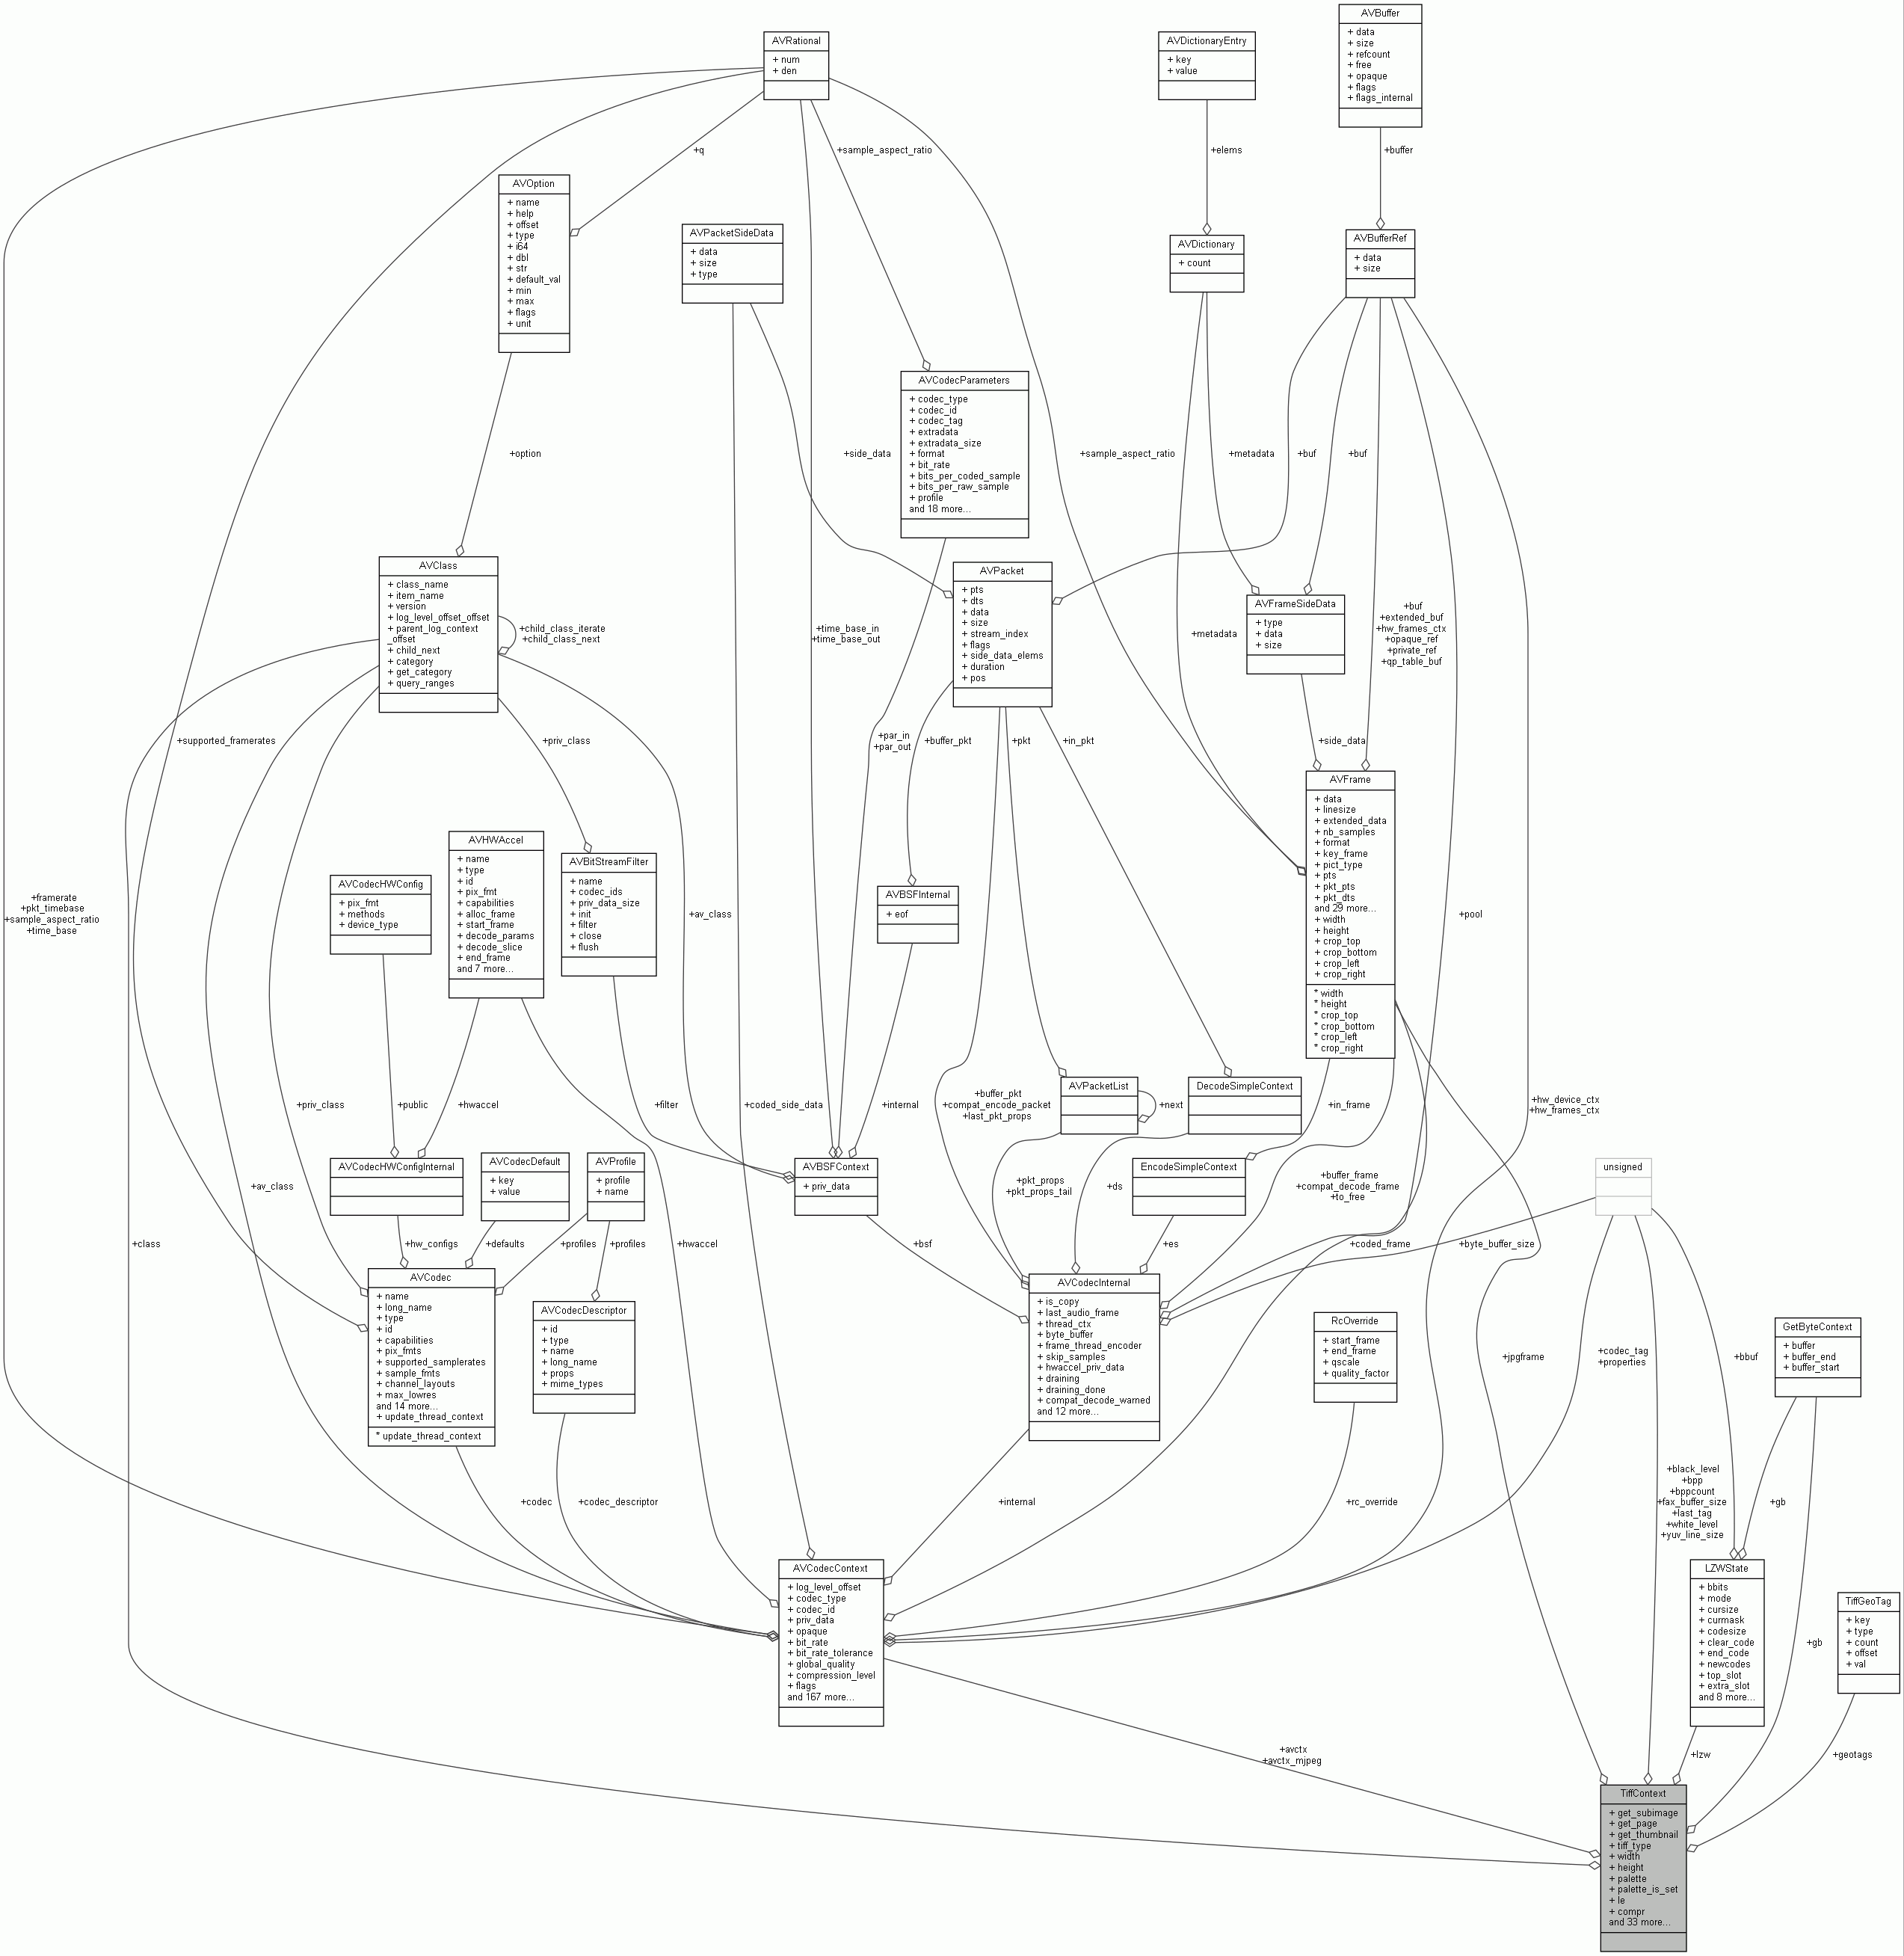 AVBuffer
+ data
+ size
+ refcount
+ free
+ opaque
+ flags
+ flags_internal
AVRational
+ num
+ den
AVDictionaryEntry
+ key
+ value
+q
+sample_aspect_ratio
+elems
+buffer
AVOption
+ name
+ help
+ offset
+ type
+ i64
+ dbl
+ str
+ default_val
+ min
+ max
+ flags
+ unit
AVPacketSideData
+ data
+ size
+ type
AVDictionary
+ count
AVBufferRef
+ data
+ size
AVCodecParameters
+ codec_type
+ codec_id
+ codec_tag
+ extradata
+ extradata_size
+ format
+ bit_rate
+ bits_per_coded_sample
+ bits_per_raw_sample
+ profile
and 18 more...
+option
+side_data
+sample_aspect_ratio
+metadata
+buf
+buf
AVClass
+ class_name
+ item_name
+ version
+ log_level_offset_offset
+ parent_log_context
_offset
+ child_next
+ category
+ get_category
+ query_ranges
+child_class_iterate
+child_class_next
+time_base_in
+time_base_out
AVPacket
+ pts
+ dts
+ data
+ size
+ stream_index
+ flags
+ side_data_elems
+ duration
+ pos
+metadata
AVFrameSideData
+ type
+ data
+ size
+buf
+extended_buf
+hw_frames_ctx
+opaque_ref
+private_ref
+qp_table_buf
+supported_framerates
+priv_class
+par_in
+par_out
+buffer_pkt
+pkt
+in_pkt
+side_data
AVFrame
+ data
+ linesize
+ extended_data
+ nb_samples
+ format
+ key_frame
+ pict_type
+ pts
+ pkt_pts
+ pkt_dts
and 29 more...
+ width
+ height
+ crop_top
+ crop_bottom
+ crop_left
+ crop_right
* width
* height
* crop_top
* crop_bottom
* crop_left
* crop_right
+framerate
+pkt_timebase
+sample_aspect_ratio
+time_base
AVCodecHWConfig
+ pix_fmt
+ methods
+ device_type
AVHWAccel
+ name
+ type
+ id
+ pix_fmt
+ capabilities
+ alloc_frame
+ start_frame
+ decode_params
+ decode_slice
+ end_frame
and 7 more...
AVBitStreamFilter
+ name
+ codec_ids
+ priv_data_size
+ init
+ filter
+ close
+ flush
+av_class
AVBSFInternal
+ eof
+pool
+priv_class
+public
+hwaccel
+filter
+coded_side_data
+internal
+buffer_pkt
+compat_encode_packet
+last_pkt_props
AVPacketList
+next
DecodeSimpleContext
+in_frame
+hw_device_ctx
+hw_frames_ctx
+av_class
AVCodecHWConfigInternal
AVCodecDefault
+ key
+ value
AVProfile
+ profile
+ name
AVBSFContext
+ priv_data
+pkt_props
+pkt_props_tail
+ds
EncodeSimpleContext
+buffer_frame
+compat_decode_frame
+to_free
unsigned
+class
+hw_configs
+defaults
+profiles
+profiles
+hwaccel
+bsf
+es
+coded_frame
+byte_buffer_size
AVCodec
+ name
+ long_name
+ type
+ id
+ capabilities
+ pix_fmts
+ supported_samplerates
+ sample_fmts
+ channel_layouts
+ max_lowres
and 14 more...
+ update_thread_context
* update_thread_context
AVCodecDescriptor
+ id
+ type
+ name
+ long_name
+ props
+ mime_types
AVCodecInternal
+ is_copy
+ last_audio_frame
+ thread_ctx
+ byte_buffer
+ frame_thread_encoder
+ skip_samples
+ hwaccel_priv_data
+ draining
+ draining_done
+ compat_decode_warned
and 12 more...
RcOverride
+ start_frame
+ end_frame
+ qscale
+ quality_factor
+jpgframe
+codec_tag
+properties
+bbuf
GetByteContext
+ buffer
+ buffer_end
+ buffer_start
+codec
+codec_descriptor
+internal
+rc_override
+black_level
+bpp
+bppcount
+fax_buffer_size
+last_tag
+white_level
+yuv_line_size
+gb
AVCodecContext
+ log_level_offset
+ codec_type
+ codec_id
+ priv_data
+ opaque
+ bit_rate
+ bit_rate_tolerance
+ global_quality
+ compression_level
+ flags
and 167 more...
LZWState
+ bbits
+ mode
+ cursize
+ curmask
+ codesize
+ clear_code
+ end_code
+ newcodes
+ top_slot
+ extra_slot
and 8 more...
+gb
TiffGeoTag
+ key
+ type
+ count
+ offset
+ val
+avctx
+avctx_mjpeg
+lzw
+geotags
TiffContext
+ get_subimage
+ get_page
+ get_thumbnail
+ tiff_type
+ width
+ height
+ palette
+ palette_is_set
+ le
+ compr
and 33 more...